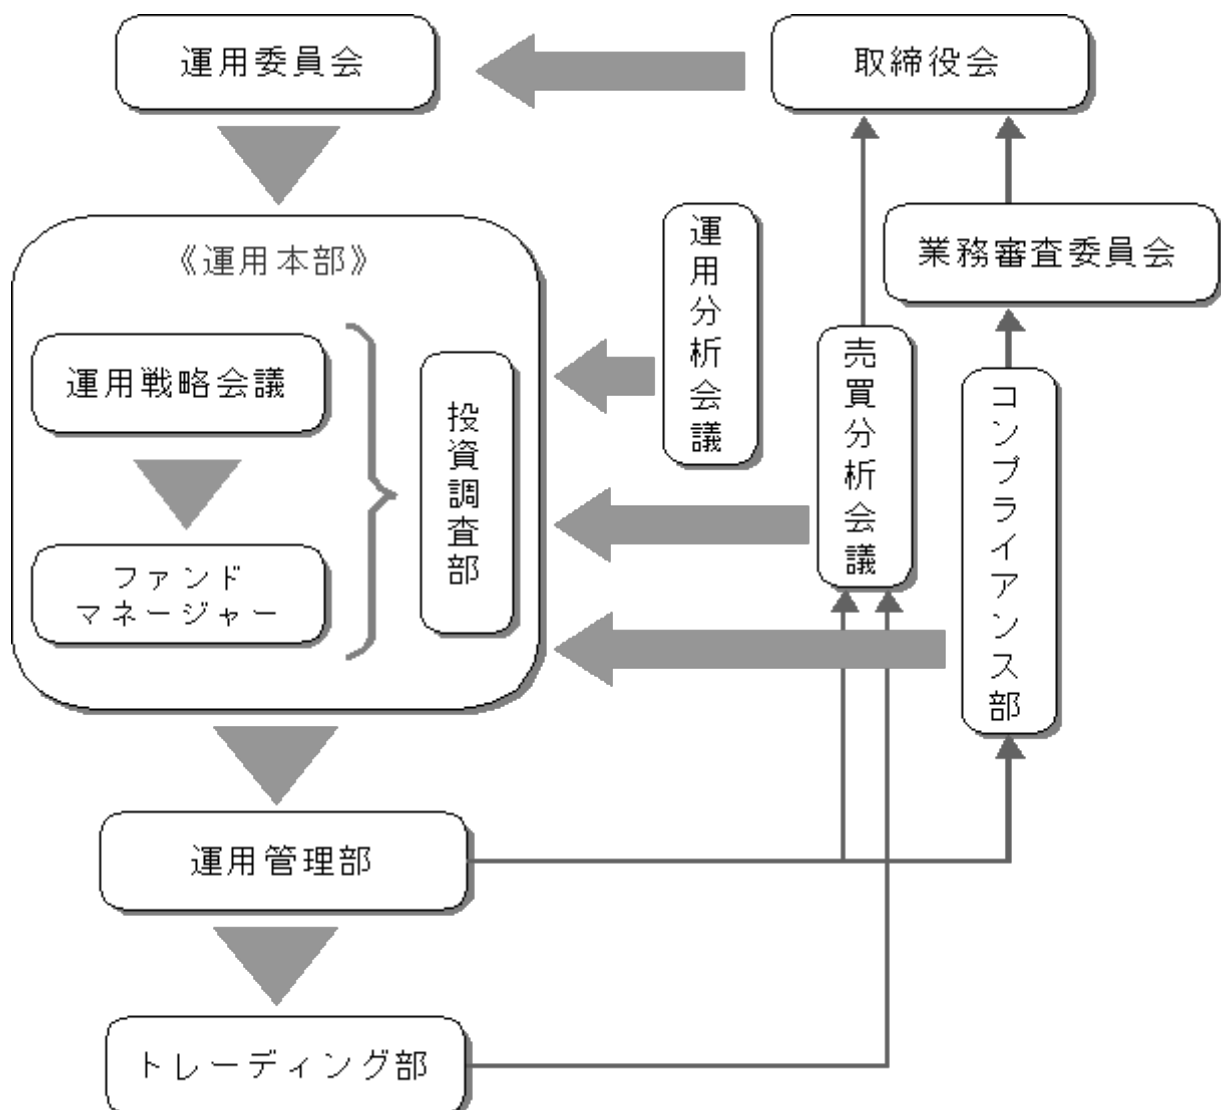 運用委員会
取締役会
《運用本部》
運用戦略会議
ファンド
マネージャー
投資調査部
運用分析会議
売買分析会議
業務審査委員会
コンプライアンス部
運用管理部
トレーディング部